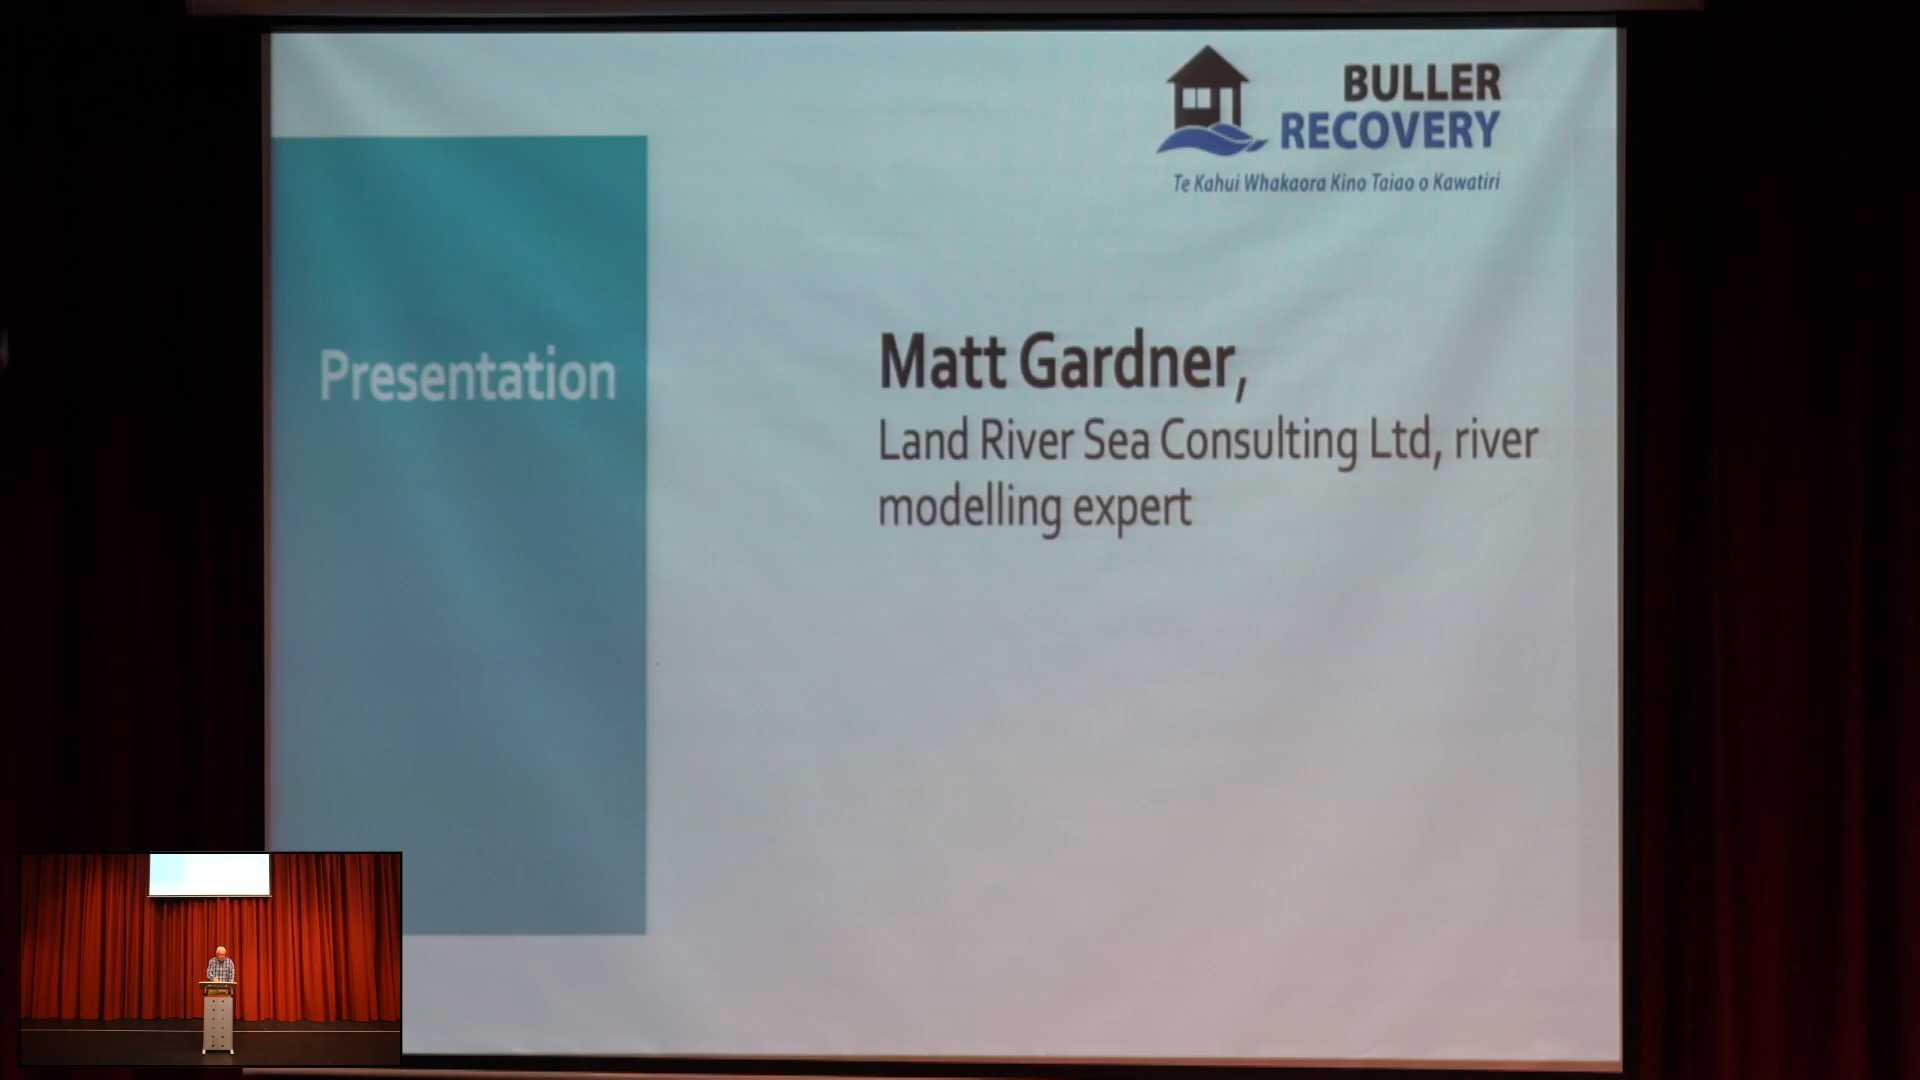 BULLER
RECOVERY
Te Kahui Whakaora Kino Taiao o Kawatiri
Presentation
Matt Gardner,
Land River Sea Consulting Ltd, river
modelling expert